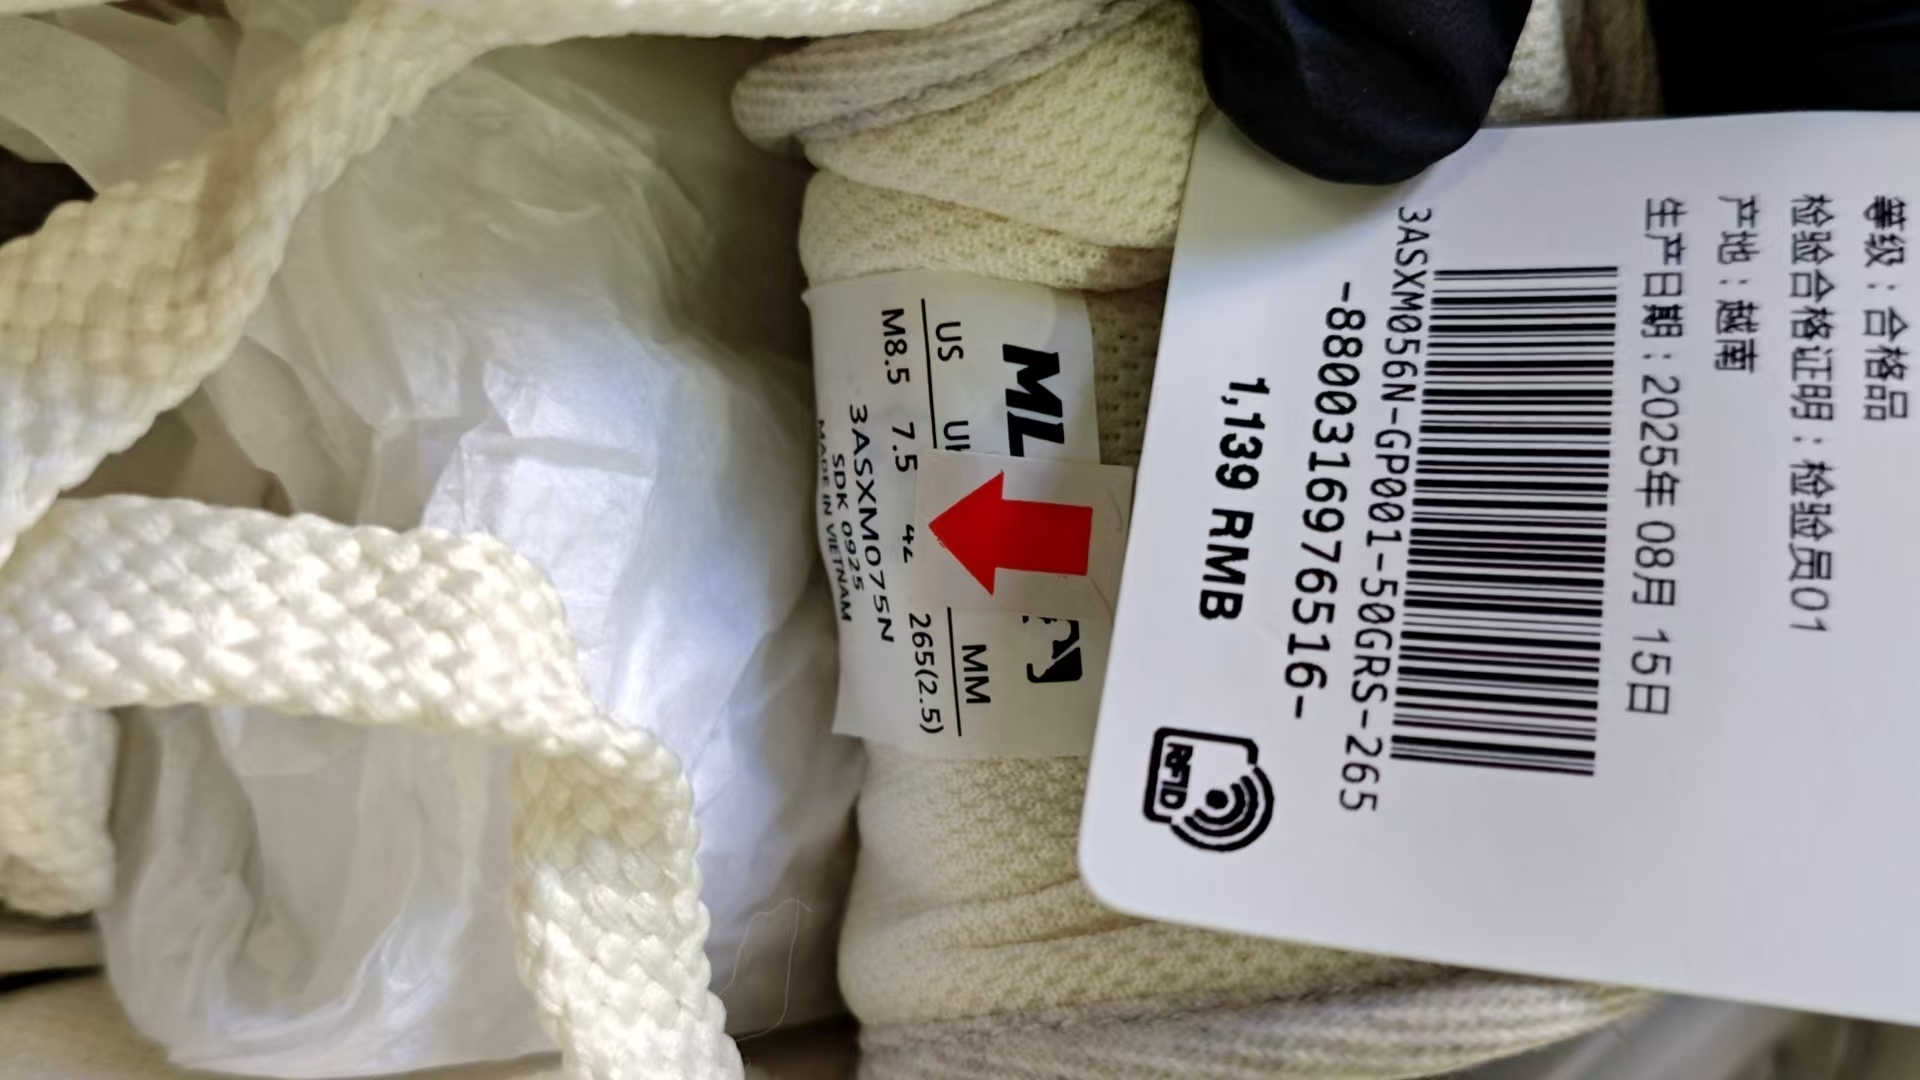 ML
US
MM
M8.5 7.5 42 265(2.5)
3ASXM075N
SDK 0925
MADE IN VIETNAM
等级：合格品
检验合格证明：检验员01
产地：越南
生产日期：2025年 08月 15日
3ASXM056N-GP001-50GRS-265
-8800316976516-
1,139 RMB
RFID